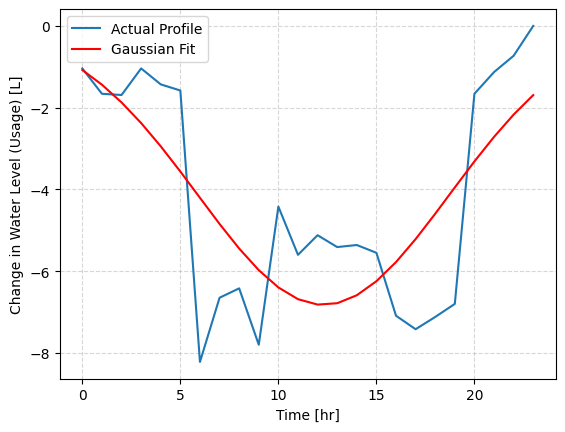 Actual Profile
Gaussian Fit
0
−2
−4
−6
−8
Change in Water Level (Usage) [L]
0 5 10 15 20
Time [hr]